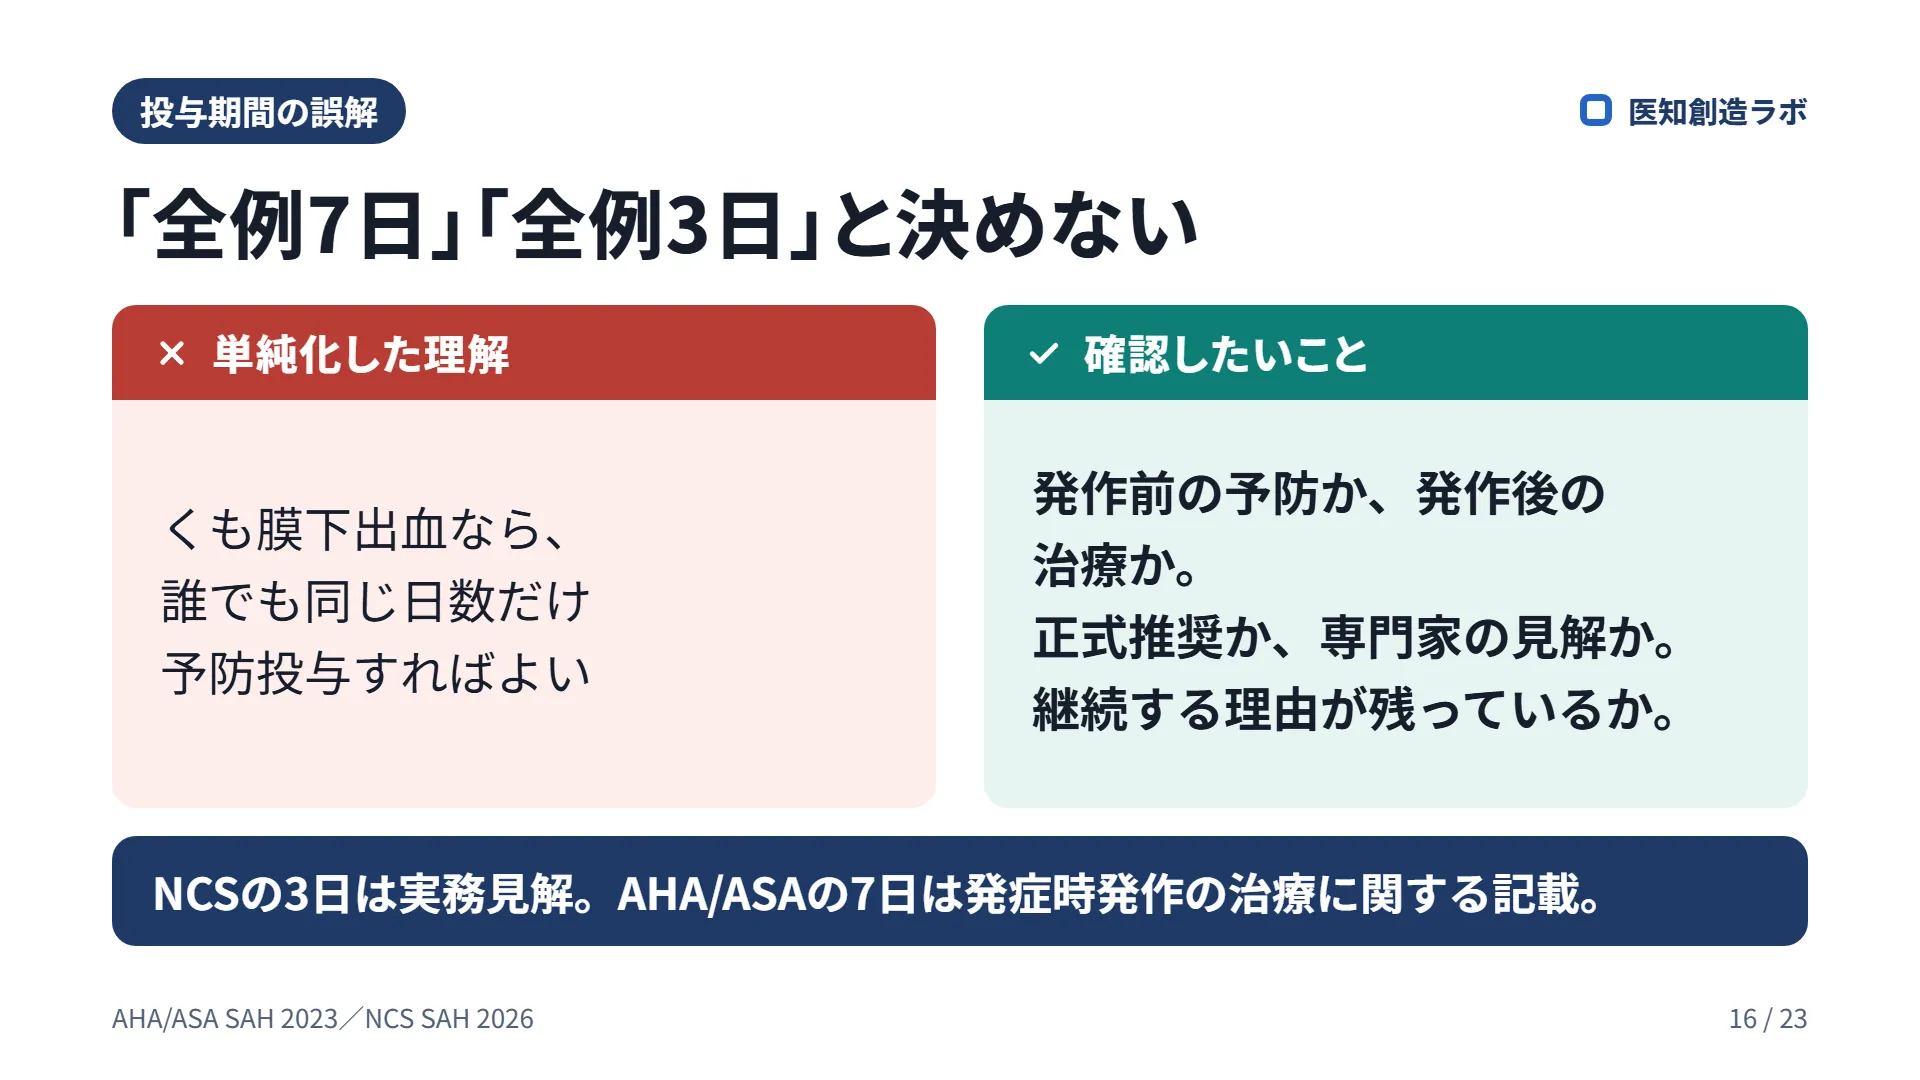 投与期間の誤解
医知創造ラボ
「全例7日」「全例3日」と決めない
単純化した理解
くも膜下出血なら、
誰でも同じ日数だけ
予防投与すればよい
確認したいこと
発作前の予防か、発作後の
治療か。
正式推奨か、専門家の見解か。
継続する理由が残っているか。
NCSの3日は実務見解。AHA/ASAの7日は発症時発作の治療に関する記載。
AHA/ASA SAH 2023／NCS SAH 2026
16 / 23